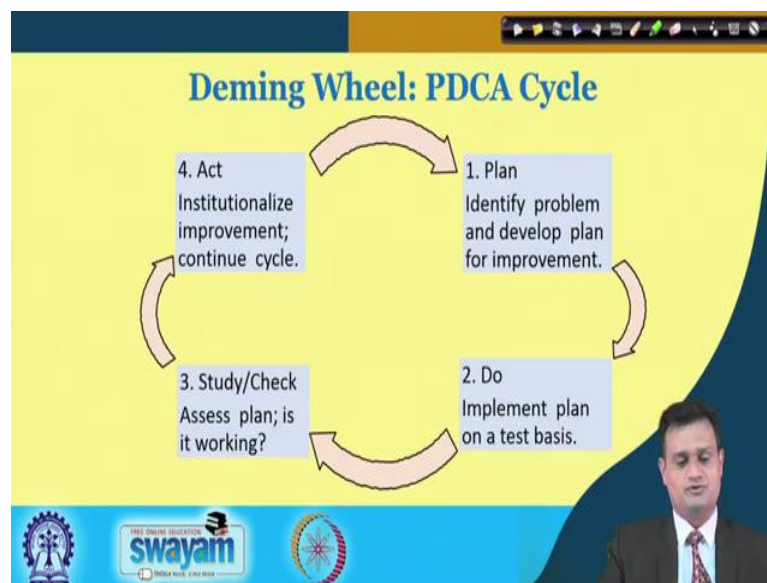 Deming Wheel: PDCA Cycle
4. Act
Institutionalize
improvement;
continue cycle.
1. Plan
Identify problem
and develop plan
for improvement.
2. Do
Implement plan
on a test basis.
3. Study/Check
Assess plan; is
it working?
FREE ONLINE EDUCATION
swayam